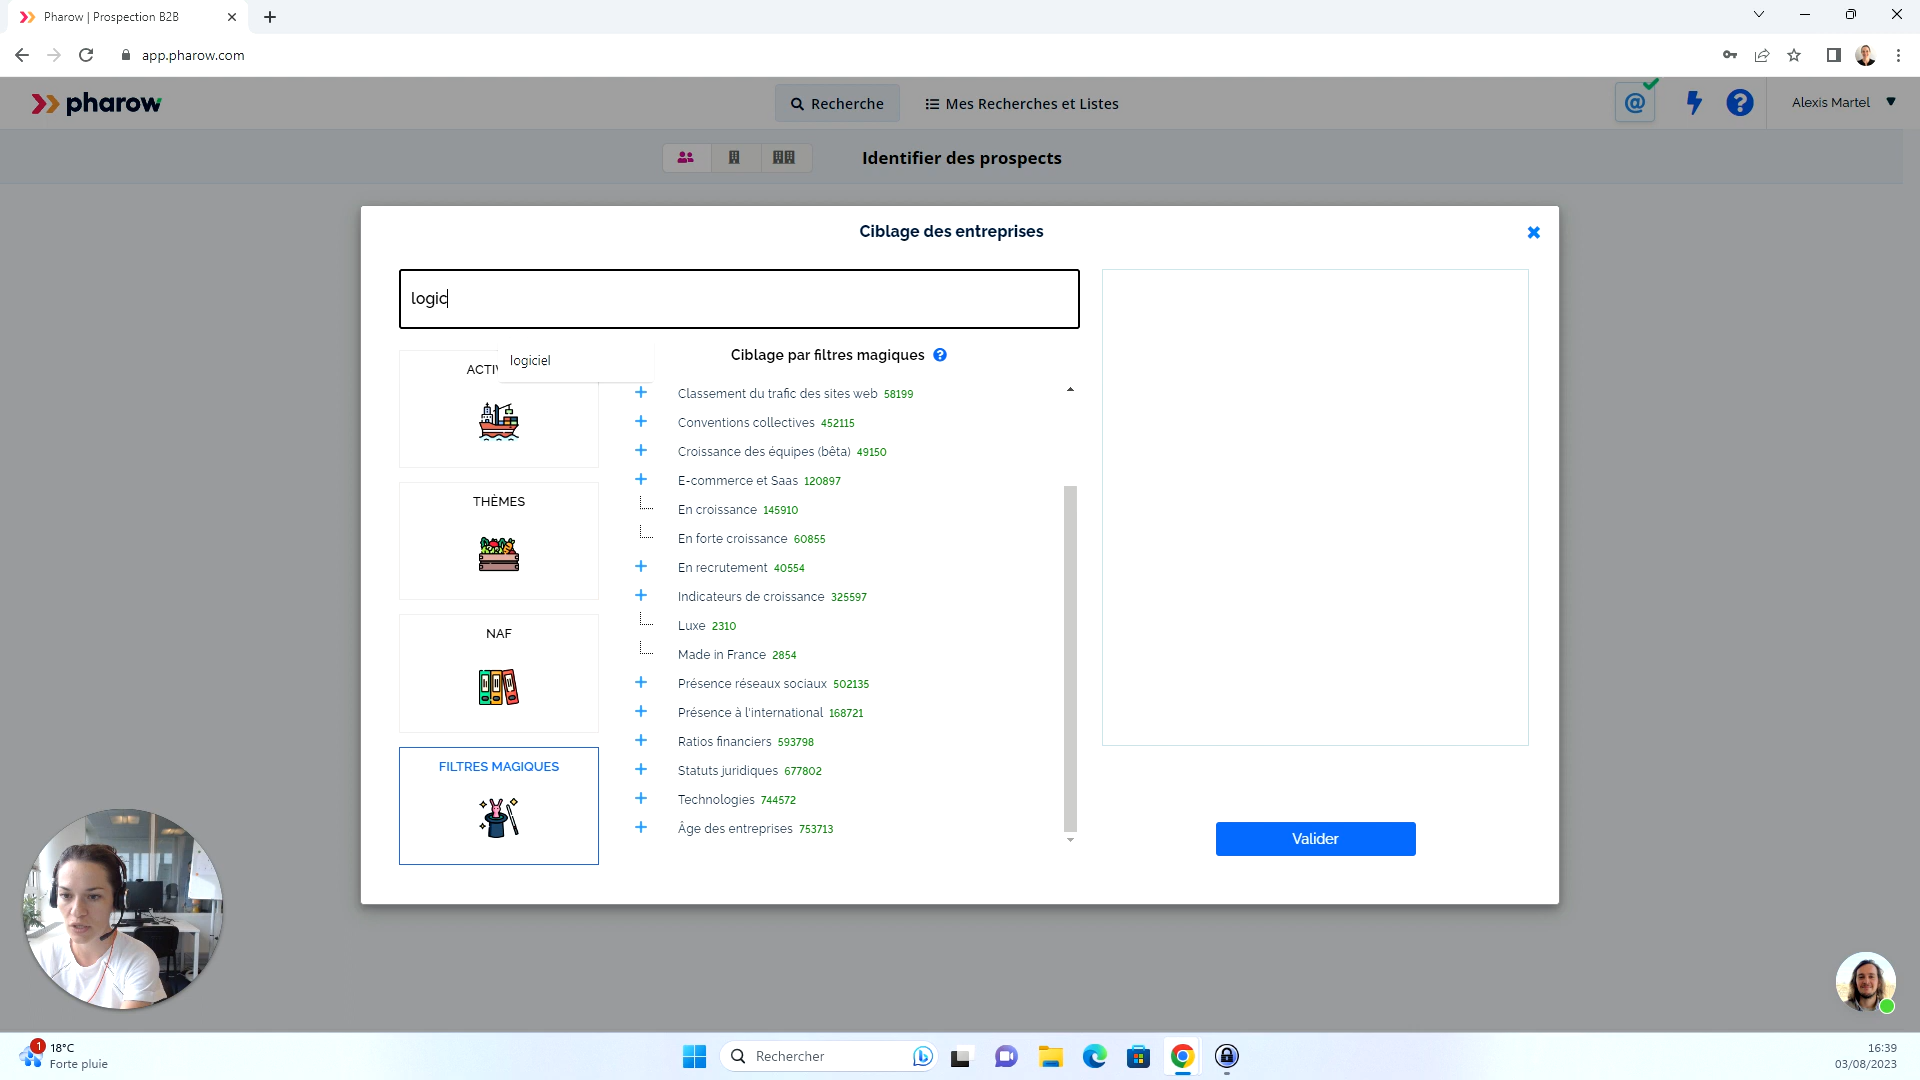 Pharow | Prospection B2B
app.pharow.com
pharow
Recherche
Mes Recherches et Listes
@
?
Alexis Martel
Identifier des prospects
Ciblage des entreprises
logic
logiciel
ACTIV
Ciblage par filtres magiques ?
Classement du trafic des sites web 58199
Conventions collectives 452115
Croissance des équipes (bêta) 49150
E-commerce et Saas 120897
En croissance 145910
En forte croissance 60855
En recrutement 40554
Indicateurs de croissance 325597
Luxe 2310
Made in France 2854
Présence réseaux sociaux 502135
Présence à l'international 168721
Ratios financiers 593798
Statuts juridiques 677802
Technologies 744572
Âge des entreprises 753713
THÈMES
NAF
FILTRES MAGIQUES
Valider
1
18°C
Forte pluie
Rechercher
16:39
03/08/2023